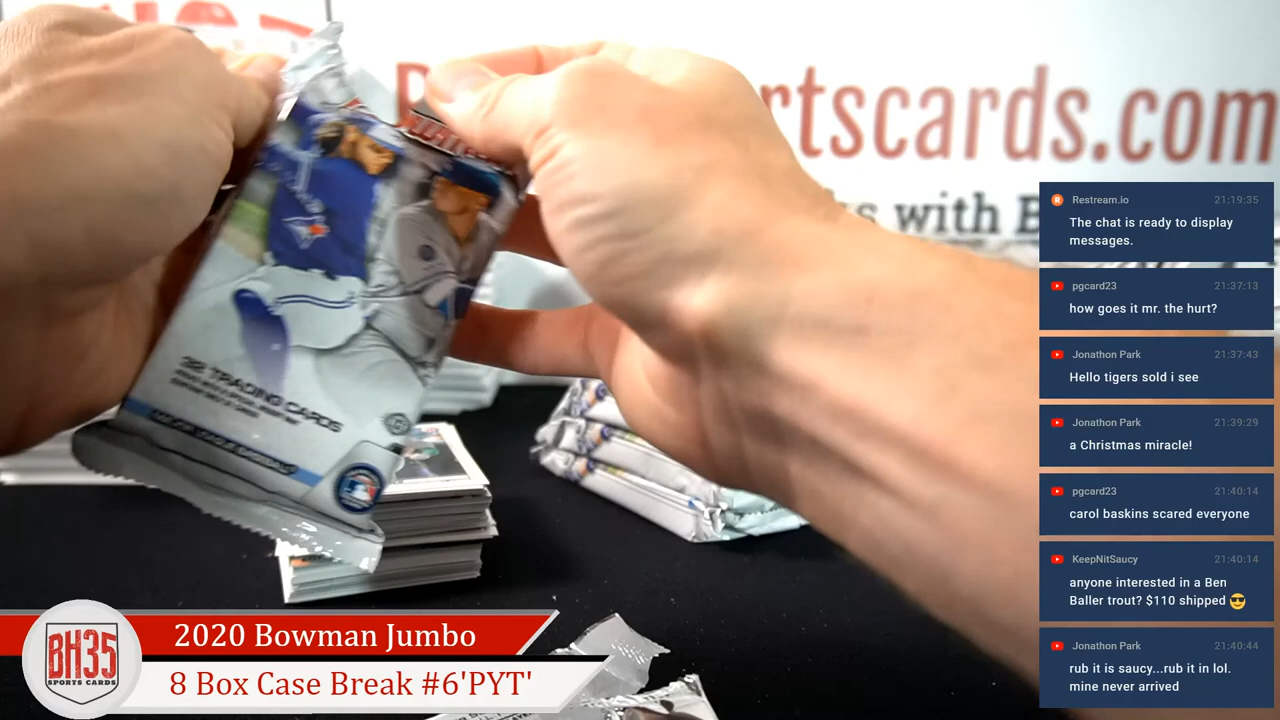 rtscards.com
s with B
32 TRADING CARDS
MAJOR LEAGUE BASEBALL
BH35
SPORTS CARDS
2020 Bowman Jumbo
8 Box Case Break #6'PYT'
Restream.io 21:19:35
The chat is ready to display
messages.
pgcard23 21:37:13
how goes it mr. the hurt?
Jonathon Park 21:37:43
Hello tigers sold i see
Jonathon Park 21:39:29
a Christmas miracle!
pgcard23 21:40:14
carol baskins scared everyone
KeepNitSaucy 21:40:14
anyone interested in a Ben
Baller trout? $110 shipped 😎
Jonathon Park 21:40:44
rub it is saucy...rub it in lol.
mine never arrived